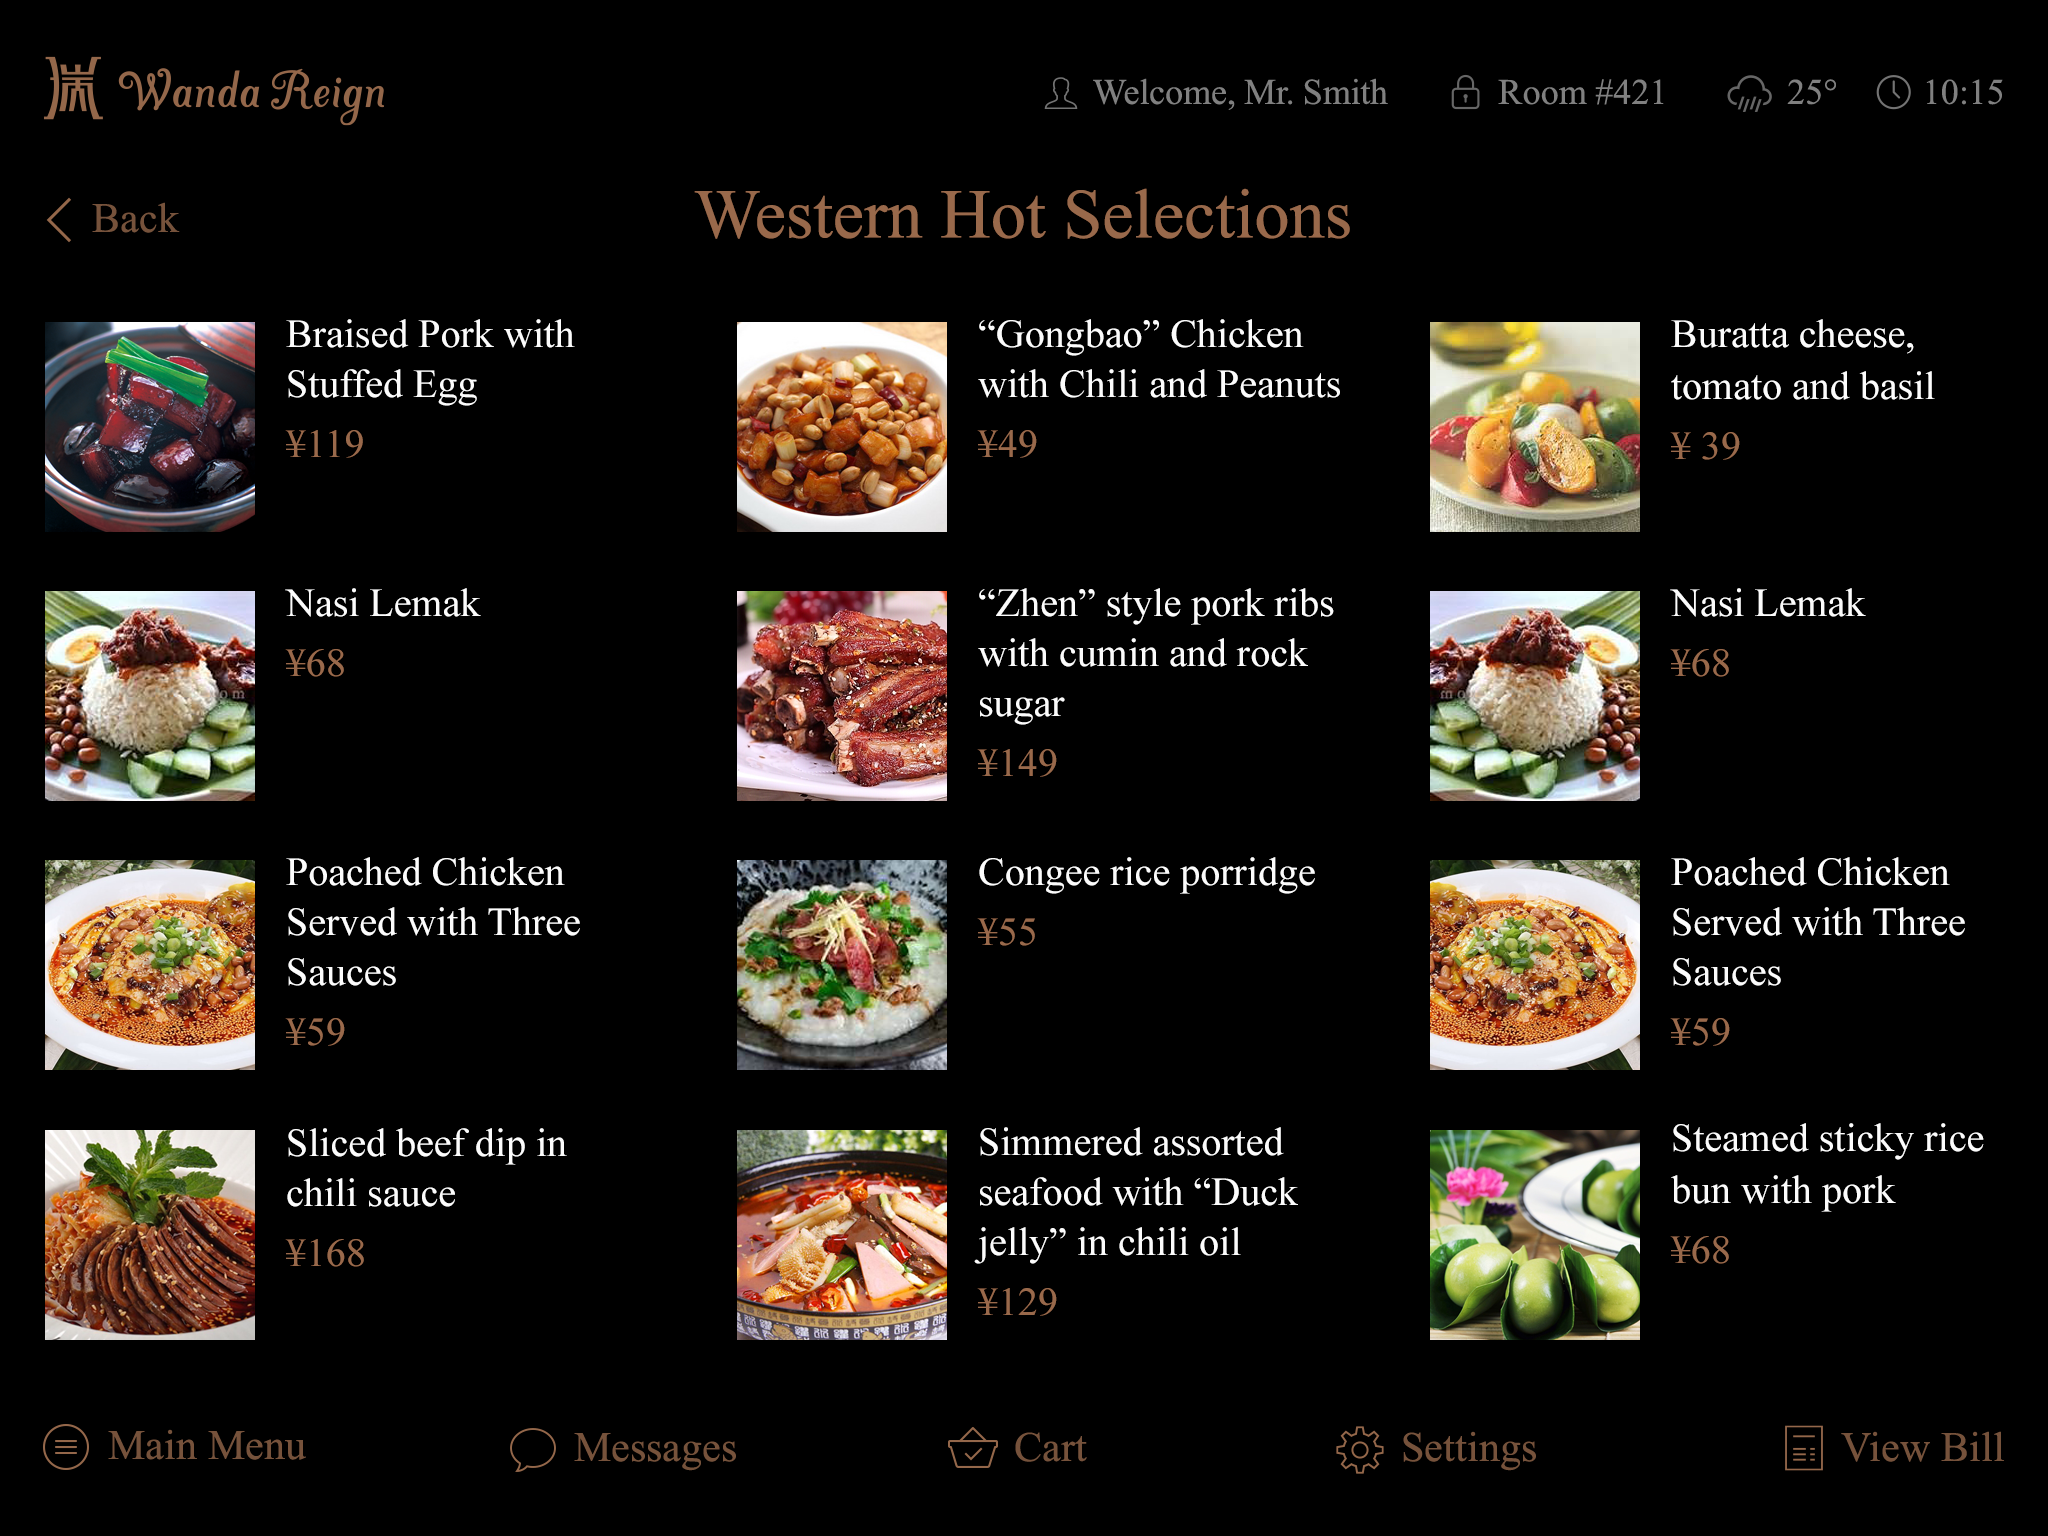 Wanda Reign
Welcome, Mr. Smith
Room #421
25°
10:15
Back
Western Hot Selections
Braised Pork with
Stuffed Egg
¥119
“Gongbao” Chicken
with Chili and Peanuts
¥49
Buratta cheese,
tomato and basil
¥ 39
Nasi Lemak
¥68
“Zhen” style pork ribs
with cumin and rock
sugar
¥149
Nasi Lemak
¥68
Poached Chicken
Served with Three
Sauces
¥59
Congee rice porridge
¥55
Poached Chicken
Served with Three
Sauces
¥59
Sliced beef dip in
chili sauce
¥168
Simmered assorted
seafood with “Duck
jelly” in chili oil
¥129
Steamed sticky rice
bun with pork
¥68
Main Menu
Messages
Cart
Settings
View Bill